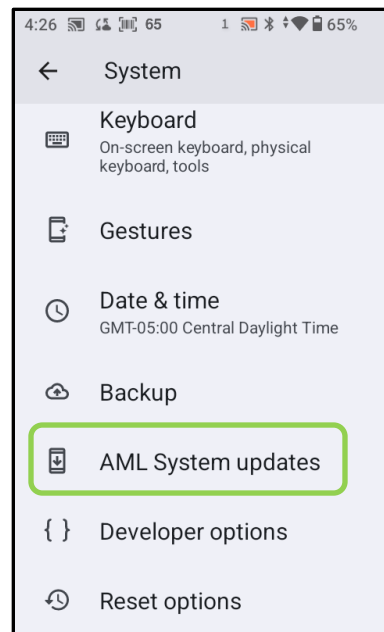 4:26 65 1 65%
System
Keyboard
On-screen keyboard, physical
keyboard, tools
Gestures
Date & time
GMT-05:00 Central Daylight Time
Backup
AML System updates
{ } Developer options
Reset options